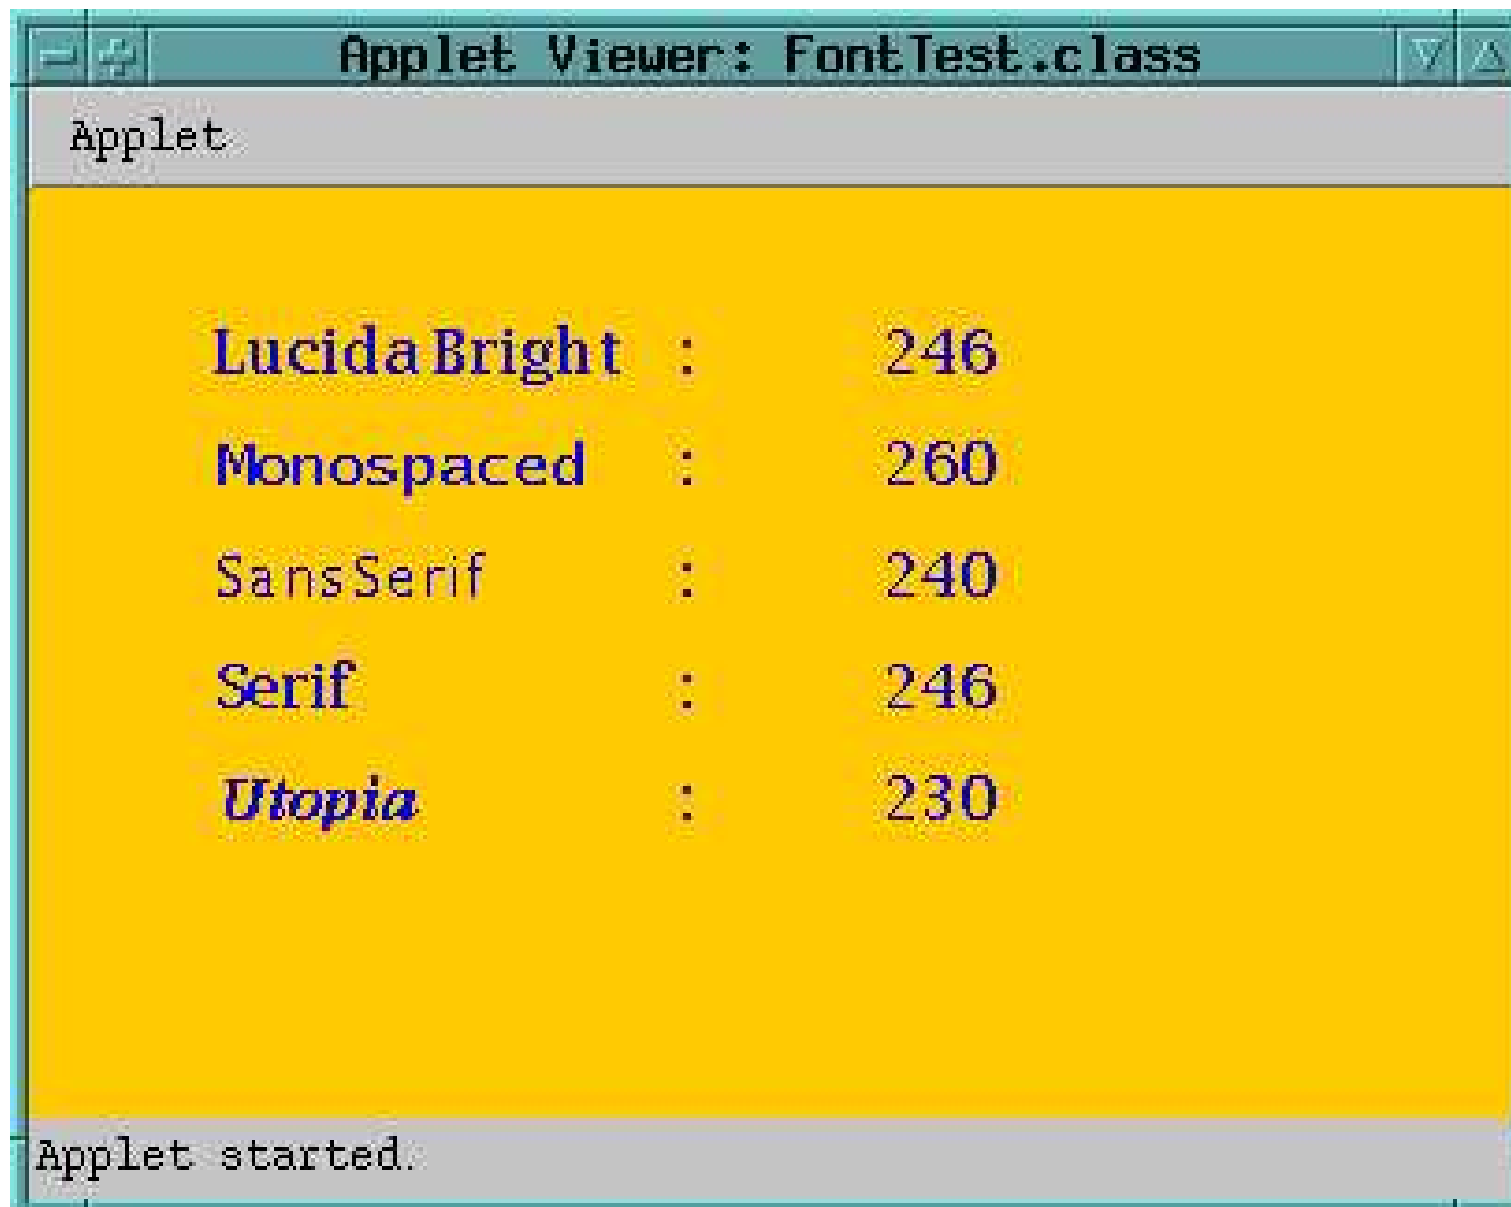 Applet Viewer: FontTest.class
Applet
Lucida Bright : 246
Monospaced : 260
SansSerif : 240
Serif : 246
Utopia : 230
Applet started.